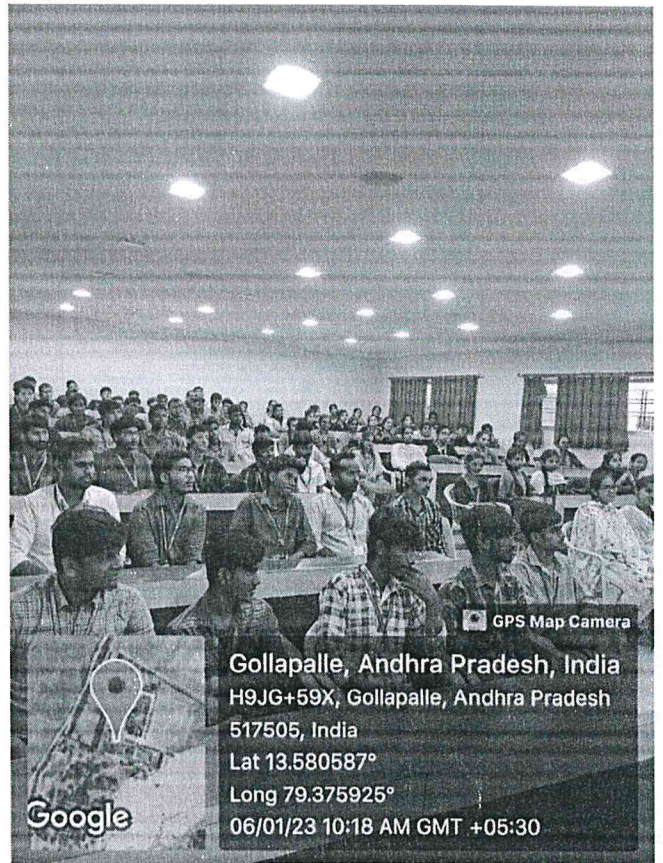 GPS Map Camera
Gollapalle, Andhra Pradesh, India
H9JG+59X, Gollapalle, Andhra Pradesh
517505, India
Lat 13.580587°
Long 79.375925°
06/01/23 10:18 AM GMT +05:30
Google